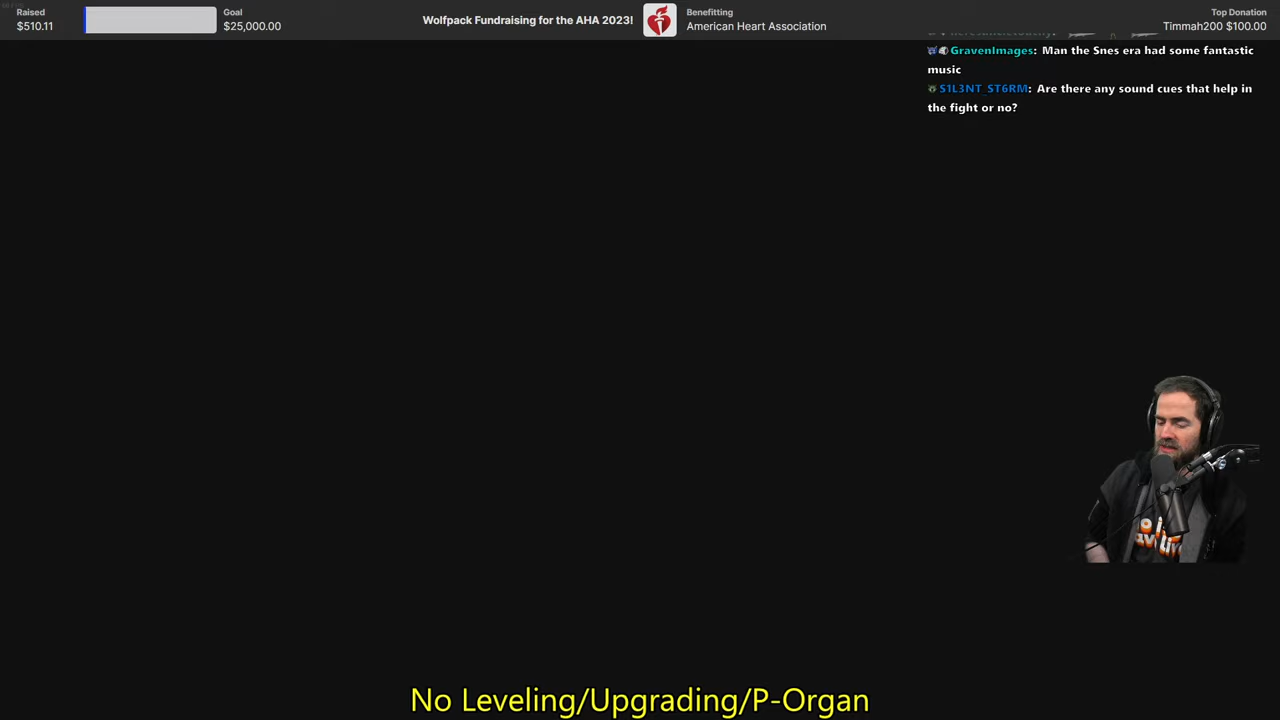 Raised
$510.11
Goal
$25,000.00
Wolfpack Fundraising for the AHA 2023!
Benefitting
American Heart Association
Top Donation
Timmah200 $100.00
GravenImages: Man the Snes era had some fantastic
music
S1L3NT_ST6RM: Are there any sound cues that help in
the fight or no?
No Leveling/Upgrading/P-Organ